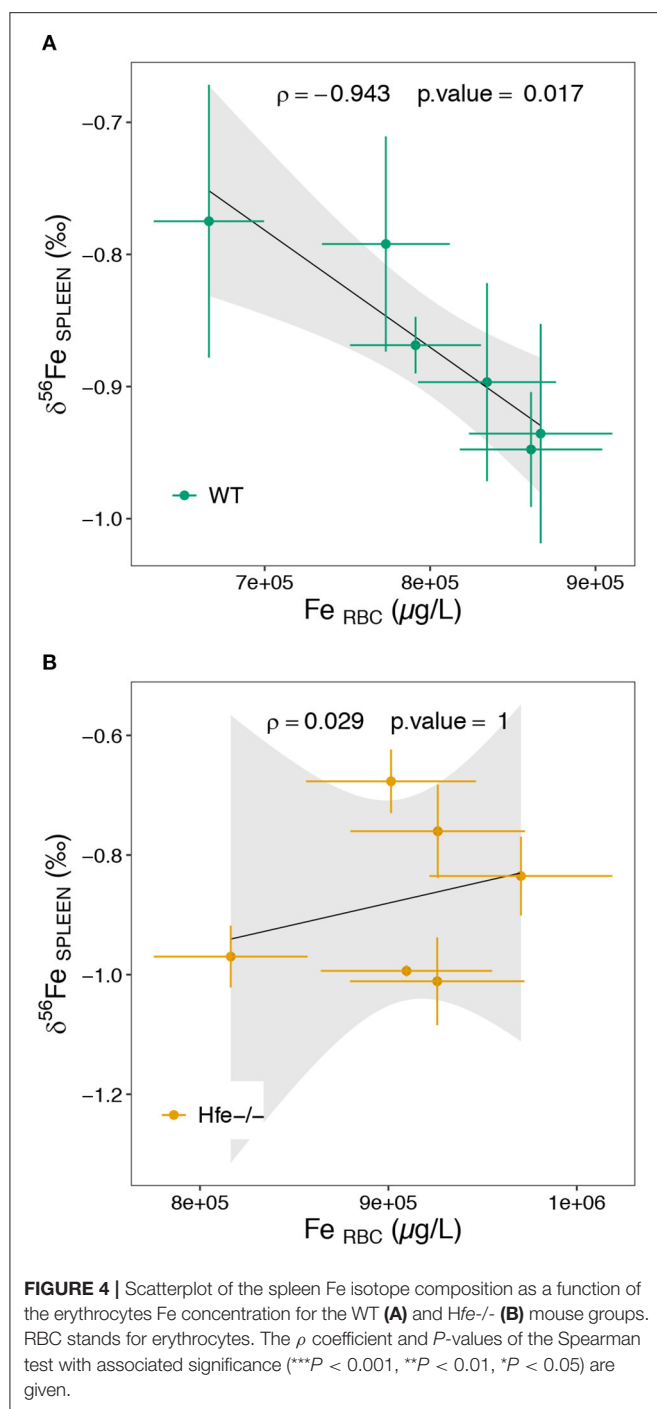 A
ρ = −0.943 p.value = 0.017
−0.7
−0.8
−0.9
−1.0
δ56Fe SPLEEN (‰)
WT
7e+05 8e+05 9e+05
Fe RBC (µg/L)
B
ρ = 0.029 p.value = 1
−0.6
−0.8
−1.0
−1.2
δ56Fe SPLEEN (‰)
Hfe−/−
8e+05 9e+05 1e+06
Fe RBC (µg/L)
FIGURE 4 | Scatterplot of the spleen Fe isotope composition as a function of
the erythrocytes Fe concentration for the WT (A) and Hfe-/- (B) mouse groups.
RBC stands for erythrocytes. The ρ coefficient and P-values of the Spearman
test with associated significance (***P < 0.001, **P < 0.01, *P < 0.05) are
given.